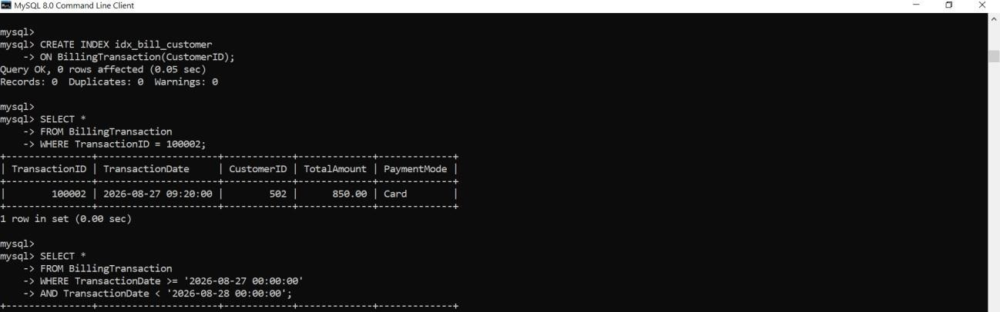 MySQL 8.0 Command Line Client
mysql>
mysql> CREATE INDEX idx_bill_customer
    -> ON BillingTransaction(CustomerID);
Query OK, 0 rows affected (0.05 sec)
Records: 0  Duplicates: 0  Warnings: 0
mysql>
mysql> SELECT *
    -> FROM BillingTransaction
    -> WHERE TransactionID = 100002;
+---------------+---------------------+------------+-------------+-------------+
| TransactionID | TransactionDate     | CustomerID | TotalAmount | PaymentMode |
+---------------+---------------------+------------+-------------+-------------+
|        100002 | 2026-08-27 09:20:00 |        502 |      850.00 | Card        |
+---------------+---------------------+------------+-------------+-------------+
1 row in set (0.00 sec)
mysql>
mysql> SELECT *
    -> FROM BillingTransaction
    -> WHERE TransactionDate >= '2026-08-27 00:00:00'
    -> AND TransactionDate < '2026-08-28 00:00:00';
+---------------+---------------------+------------+-------------+-------------+